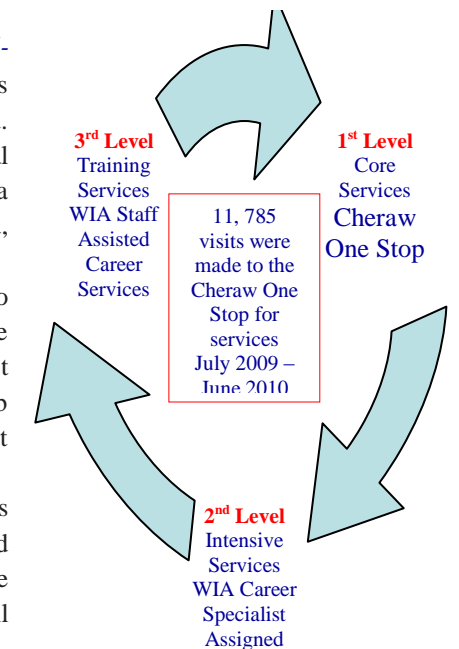 3rd Level
Training
Services
WIA Staff
Assisted
Career
Services
1st Level
Core
Services
Cheraw
One Stop
11, 785
visits were
made to the
Cheraw One
Stop for
services
July 2009 –
June 2010
2nd Level
Intensive
Services
WIA Career
Specialist
Assigned